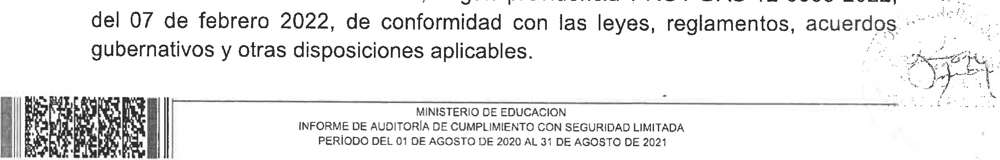 del 07 de febrero 2022, de conformidad con las leyes, reglamentos, acuerdos
gubernativos y otras disposiciones aplicables.
MINISTERIO DE EDUCACION
INFORME DE AUDITORÍA DE CUMPLIMIENTO CON SEGURIDAD LIMITADA
PERÍODO DEL 01 DE AGOSTO DE 2020 AL 31 DE AGOSTO DE 2021